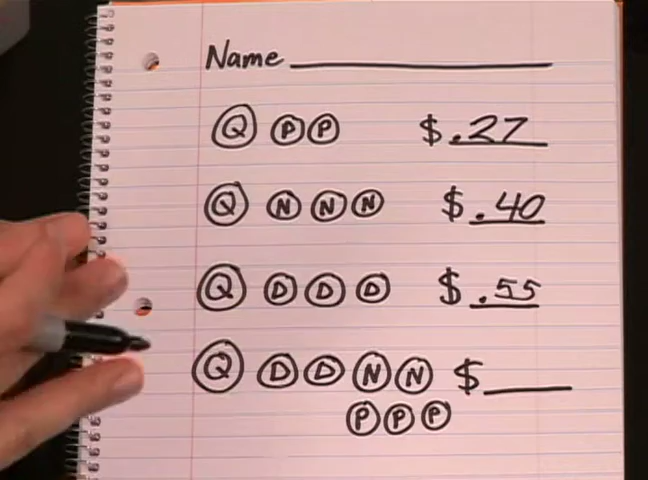 Name
Q P P $.27
Q N N N $.40
Q D D D $.55
Q D D N N $
P P P